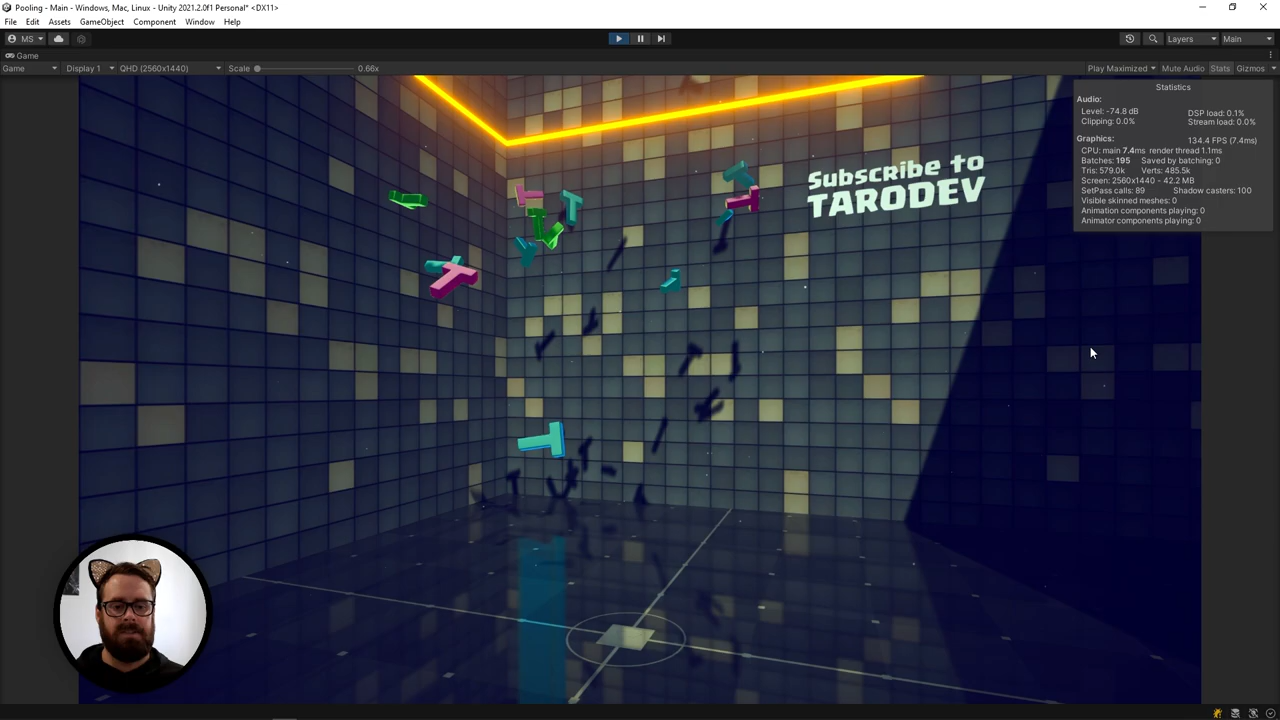 Pooling - Main - Windows, Mac, Linux - Unity 2021.2.0f1 Personal* <DX11>
File Edit Assets GameObject Component Window Help
MS Layers Main
Game
Game Display 1 QHD (2560x1440) Scale 0.66x Play Maximized Mute Audio Stats Gizmos
Statistics
Audio:
Level: -74.8 dB DSP load: 0.1%
Clipping: 0.0% Stream load: 0.0%
Graphics: 134.4 FPS (7.4ms)
CPU: main 7.4ms render thread 1.1ms
Batches: 195 Saved by batching: 0
Tris: 579.0k Verts: 485.5k
Screen: 2560x1440 - 42.2 MB
SetPass calls: 89 Shadow casters: 100
Visible skinned meshes: 0
Animation components playing: 0
Animator components playing: 0
Subscribe to
TARODEV